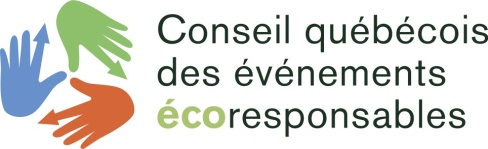 Conseil québécois
des événements
écoresponsables